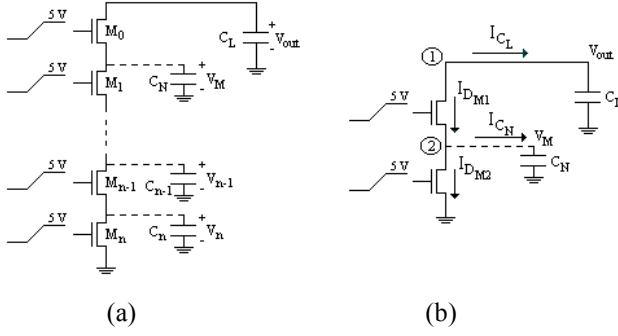 5 V
M0
CL
+
Vout
-
5 V
M1
CN
+
VM
-
5 V
Mn-1
Cn-1
+
Vn-1
-
5 V
Mn
Cn
+
Vn
-
(a)
1
ICL
Vout
5 V
IDM1
ICN
2
VM
CN
5 V
IDM2
(b)